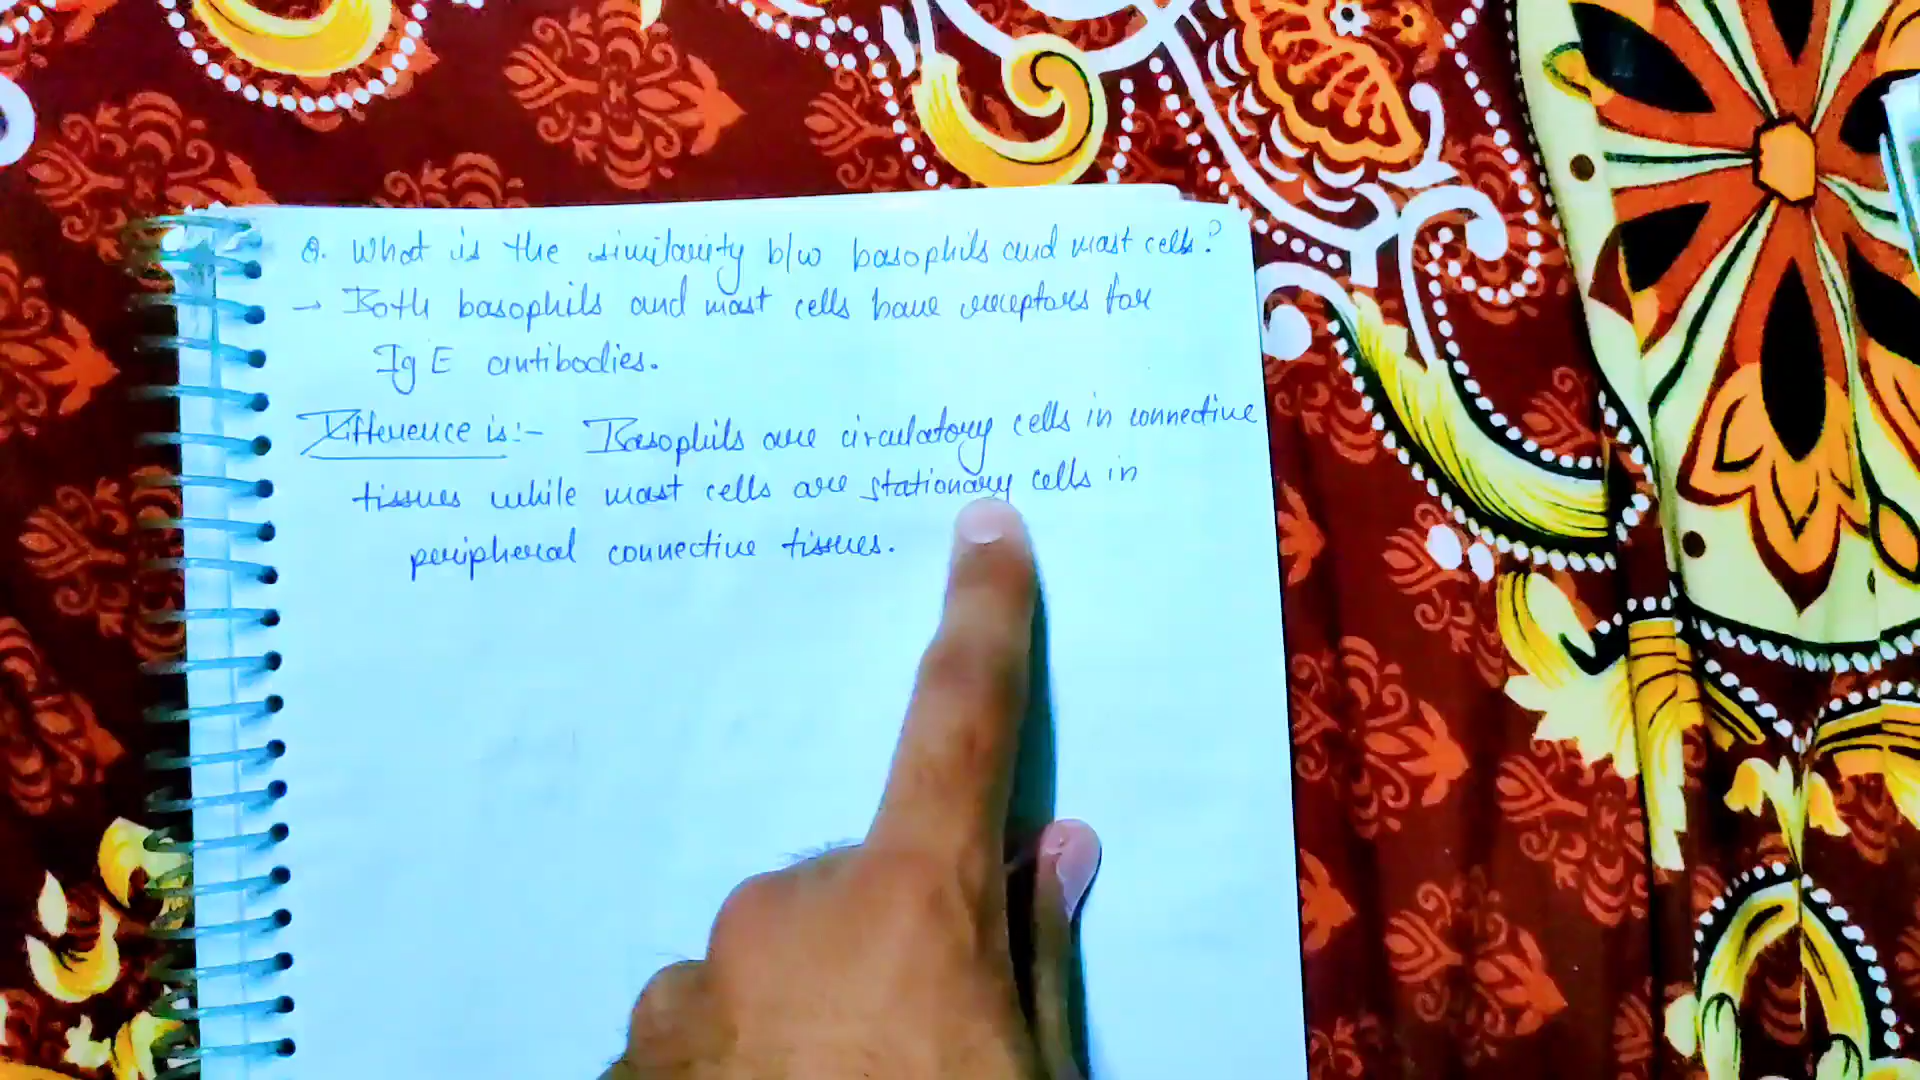 Q. What is the similarity b/w basophils and mast cells?
→ Both basophils and mast cells have receptors for
Ig E antibodies.
Difference is:- Basophils are circulatory cells in connective
tissues while mast cells are stationary cells in
peripheral connective tissues.